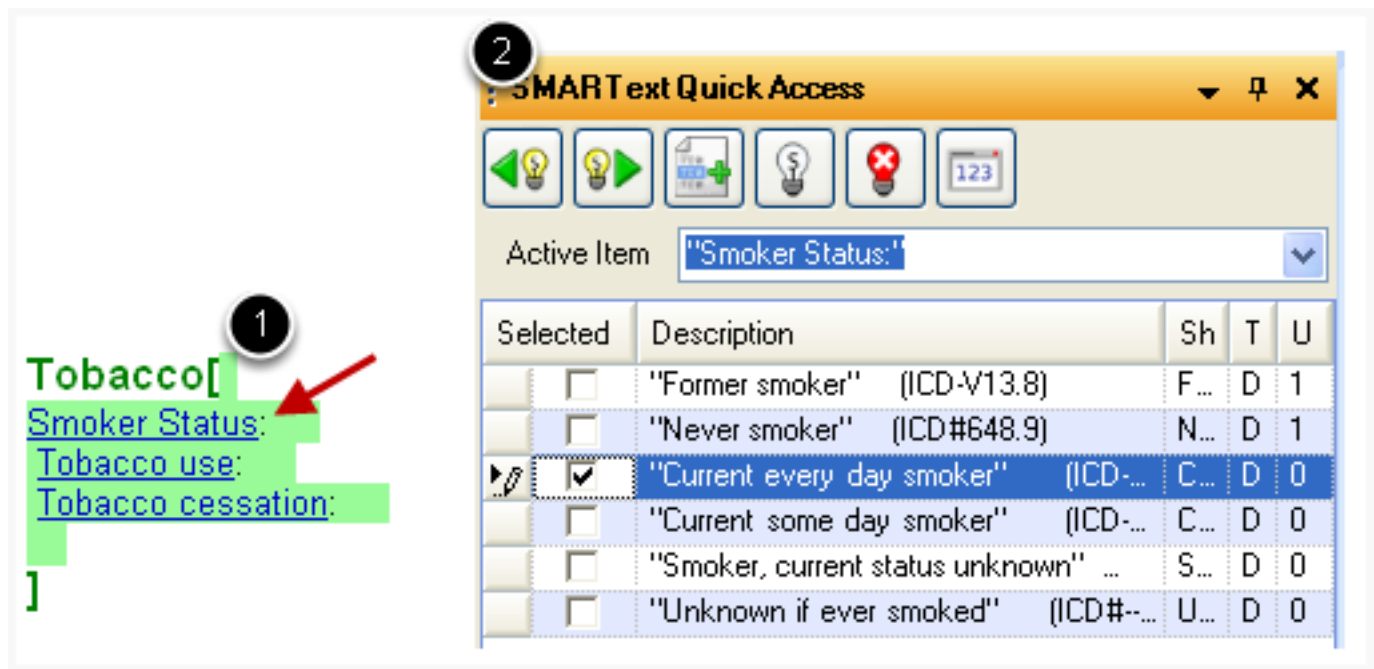 1
Tobacco[
Smoker Status:
Tobacco use:
Tobacco cessation:
]
2
SMARText Quick Access
123
Active Item "Smoker Status:"
Selected Description Sh T U
"Former smoker" (ICD-V13.8) F... D 1
"Never smoker" (ICD#648.9) N... D 1
"Current every day smoker" (ICD-... C... D 0
"Current some day smoker" (ICD-... C... D 0
"Smoker, current status unknown" ... S... D 0
"Unknown if ever smoked" (ICD#--... U... D 0